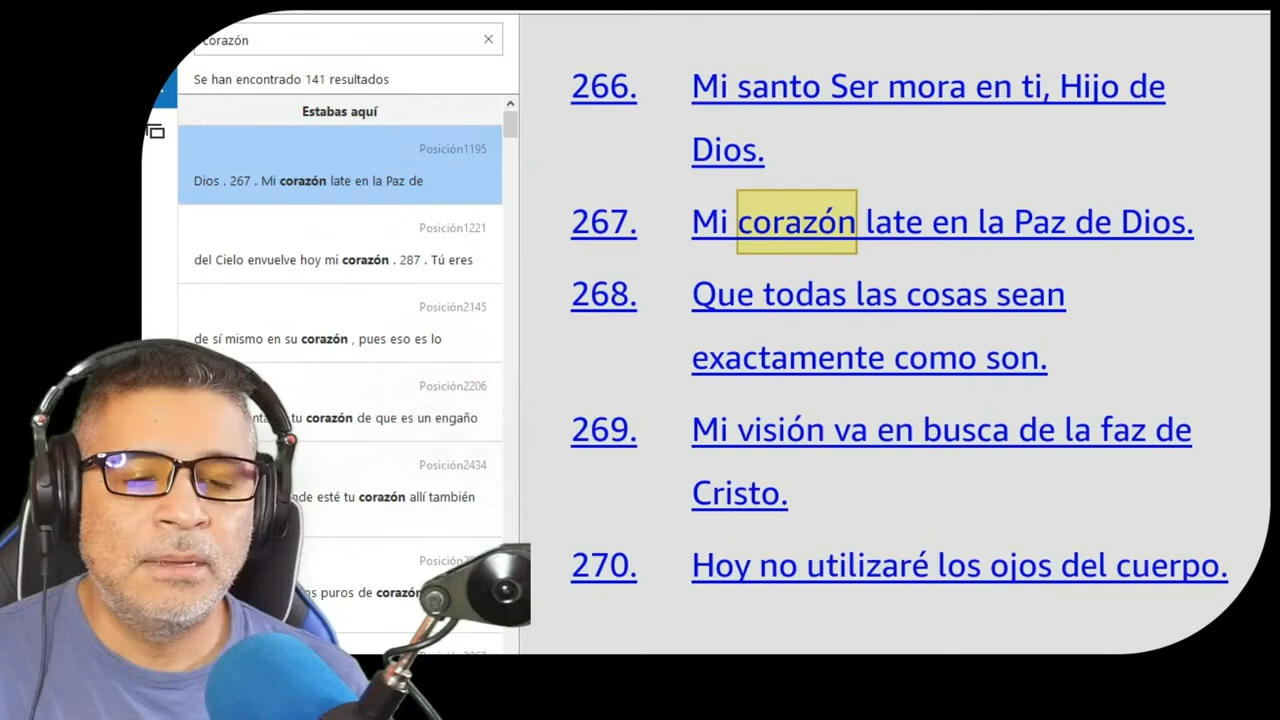 corazón
Se han encontrado 141 resultados
Estabas aquí
Posición1195
Dios . 267 . Mi corazón late en la Paz de
Posición1221
del Cielo envuelve hoy mi corazón . 287 . Tú eres
Posición2145
de sí mismo en su corazón , pues eso es lo
Posición2206
tu corazón de que es un engaño
Posición2434
esté tu corazón allí también
puros de corazón
266. Mi santo Ser mora en ti, Hijo de
Dios.
267. Mi corazón late en la Paz de Dios.
268. Que todas las cosas sean
exactamente como son.
269. Mi visión va en busca de la faz de
Cristo.
270. Hoy no utilizaré los ojos del cuerpo.